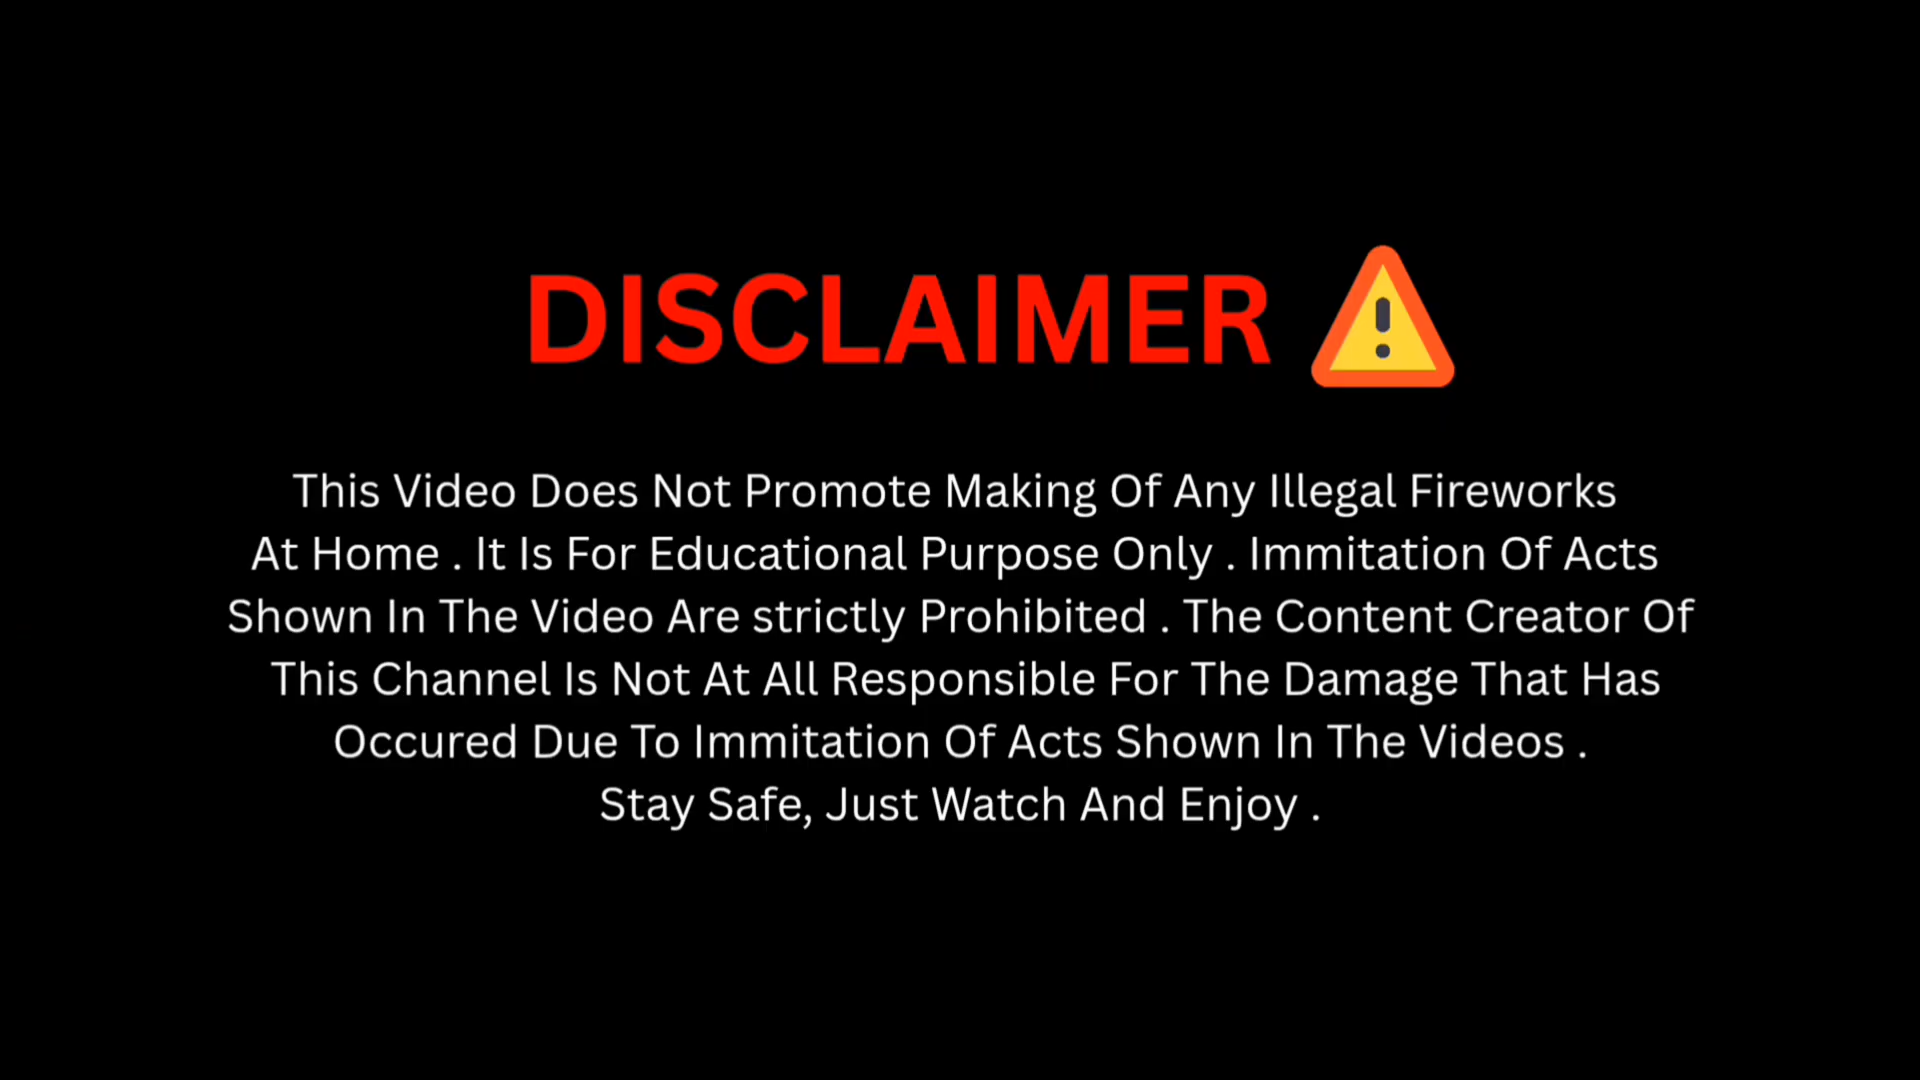 DISCLAIMER
This Video Does Not Promote Making Of Any Illegal Fireworks
At Home . It Is For Educational Purpose Only . Immitation Of Acts
Shown In The Video Are strictly Prohibited . The Content Creator Of
This Channel Is Not At All Responsible For The Damage That Has
Occured Due To Immitation Of Acts Shown In The Videos .
Stay Safe, Just Watch And Enjoy .